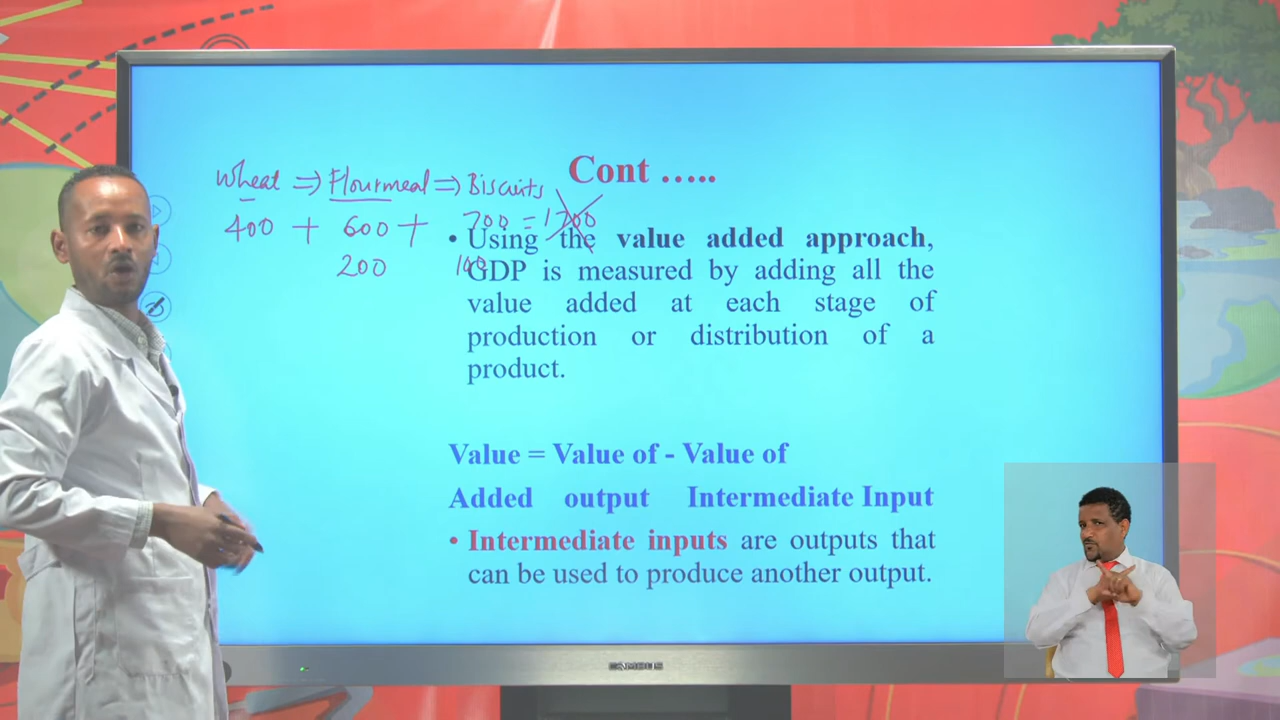 Cont …..
Wheat ⇒ Flourmeal ⇒ Biscuits
400 + 600 + 700 = 1700
200 100
• Using the value added approach,
GDP is measured by adding all the
value added at each stage of
production or distribution of a
product.
Value = Value of - Value of
Added output Intermediate Input
• Intermediate inputs are outputs that
can be used to produce another output.